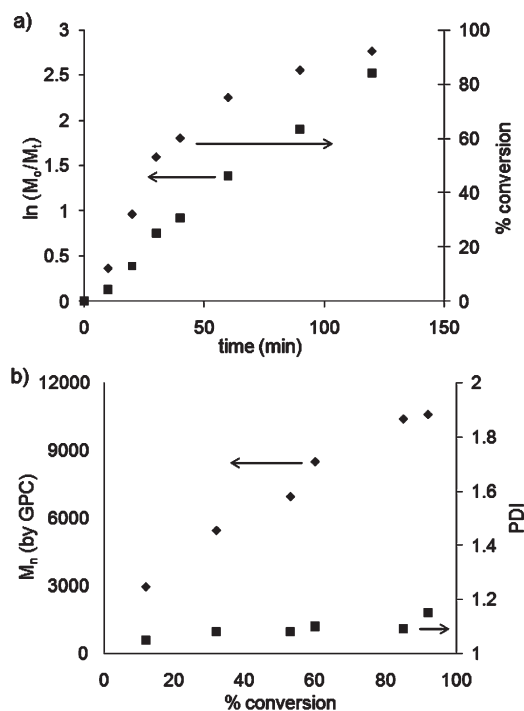 a)
3
2.5
2
1.5
1
0.5
0
ln (Mₒ/Mₜ)
100
80
60
40
20
0
% conversion
0 50 100 150
time (min)
b)
12000
9000
6000
3000
0
Mₙ (by GPC)
2
1.8
1.6
1.4
1.2
1
PDI
0 20 40 60 80 100
% conversion